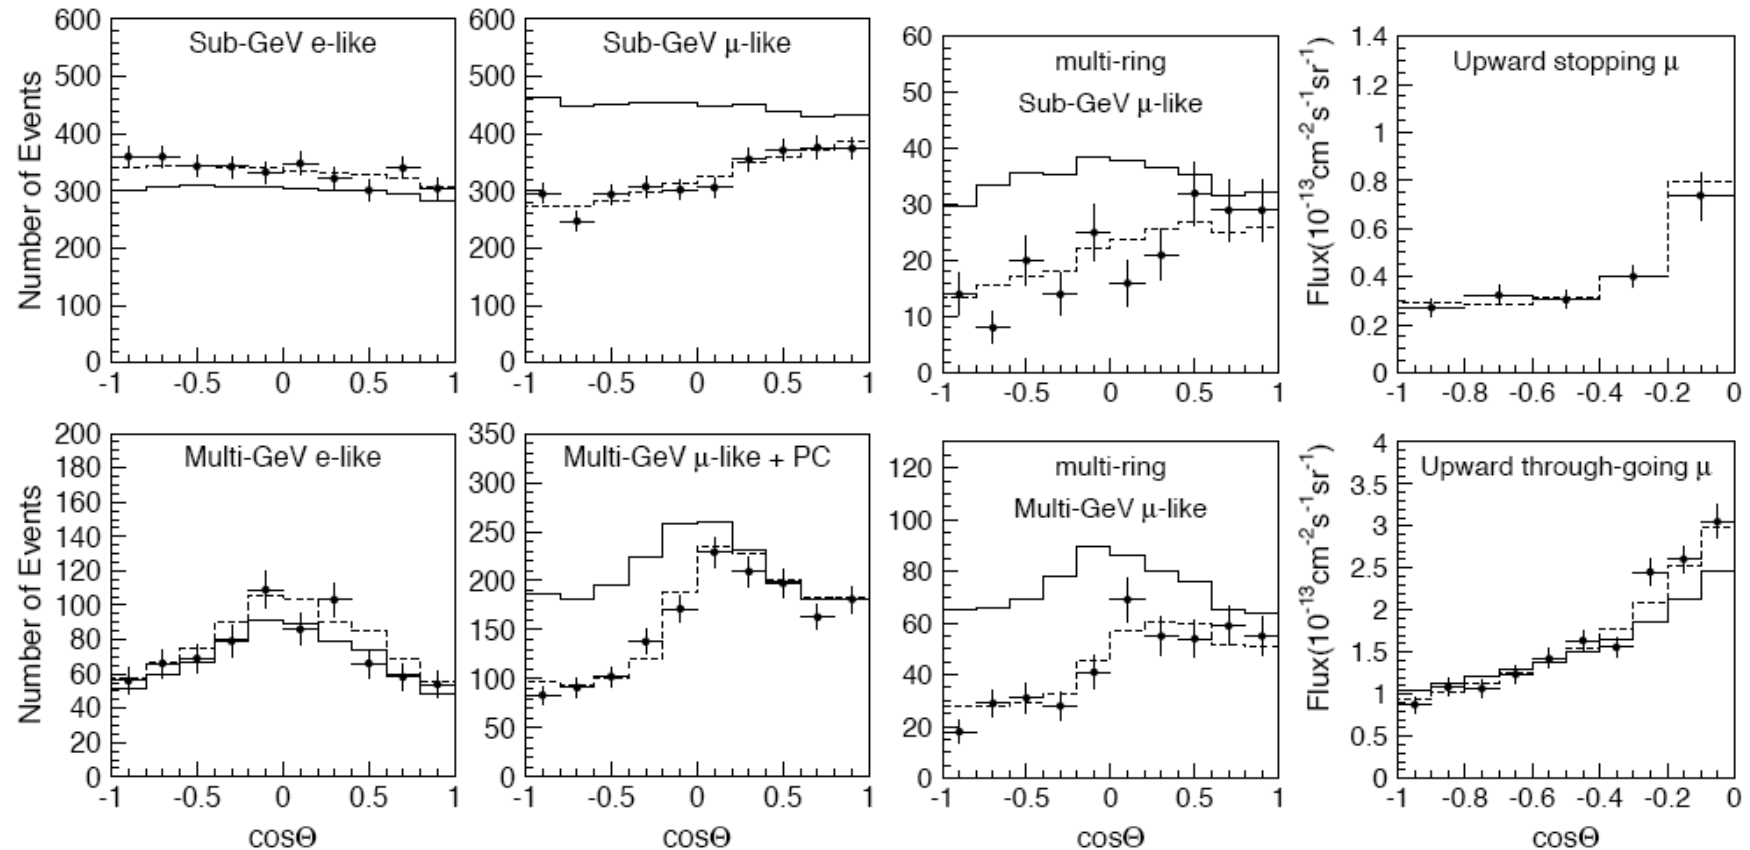 Sub-GeV e-like
Number of Events
600
500
400
300
200
100
0
-1 -0.5 0 0.5 1
Sub-GeV μ-like
600
500
400
300
200
100
0
-1 -0.5 0 0.5 1
multi-ring
Sub-GeV μ-like
60
50
40
30
20
10
0
-1 -0.5 0 0.5 1
Upward stopping μ
Flux(10⁻¹³cm⁻²s⁻¹sr⁻¹)
1.4
1.2
1
0.8
0.6
0.4
0.2
0
-1 -0.8 -0.6 -0.4 -0.2 0
Multi-GeV e-like
Number of Events
200
180
160
140
120
100
80
60
40
20
0
-1 -0.5 0 0.5 1
cosΘ
Multi-GeV μ-like + PC
350
300
250
200
150
100
50
0
-1 -0.5 0 0.5 1
cosΘ
multi-ring
Multi-GeV μ-like
120
100
80
60
40
20
0
-1 -0.5 0 0.5 1
cosΘ
Upward through-going μ
Flux(10⁻¹³cm⁻²s⁻¹sr⁻¹)
4
3.5
3
2.5
2
1.5
1
0.5
0
-1 -0.8 -0.6 -0.4 -0.2 0
cosΘ